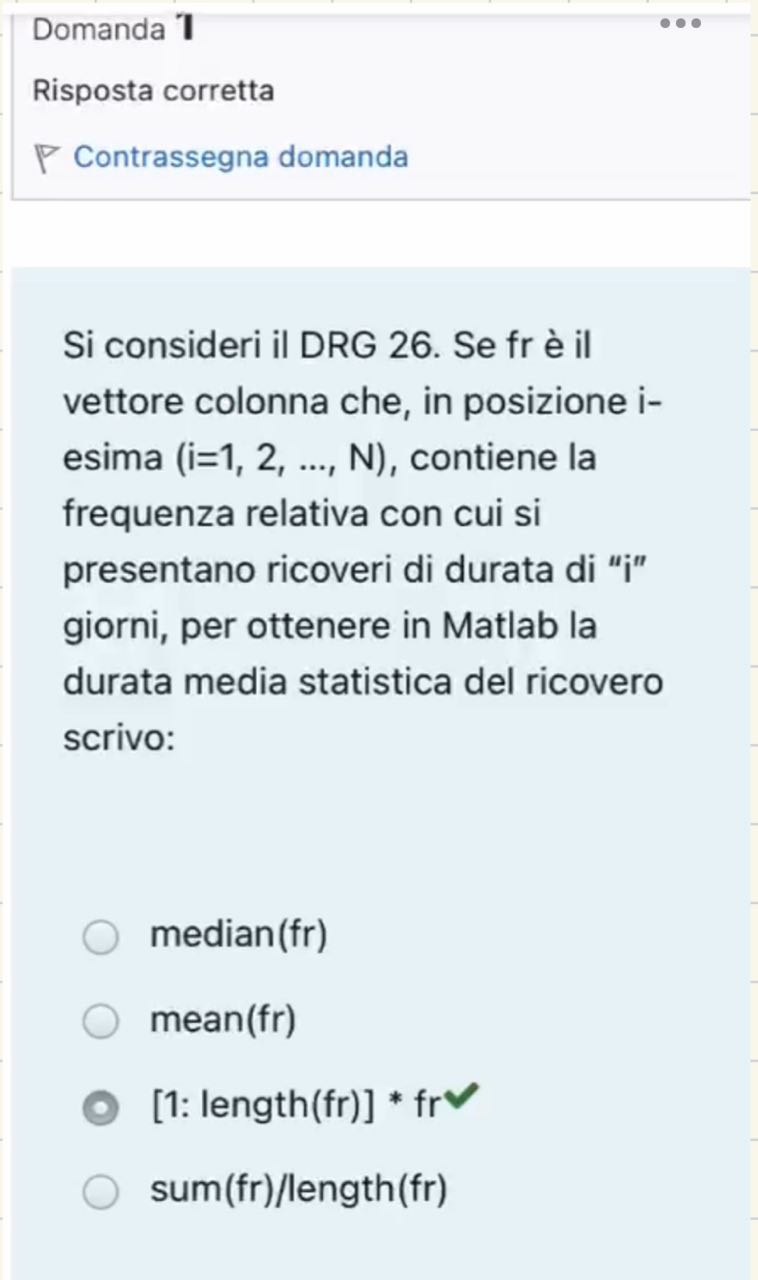 Domanda 1
Risposta corretta
Contrassegna domanda
Si consideri il DRG 26. Se fr è il
vettore colonna che, in posizione i-
esima (i=1, 2, ..., N), contiene la
frequenza relativa con cui si
presentano ricoveri di durata di “i”
giorni, per ottenere in Matlab la
durata media statistica del ricovero
scrivo:
median(fr)
mean(fr)
[1: length(fr)] * fr
sum(fr)/length(fr)